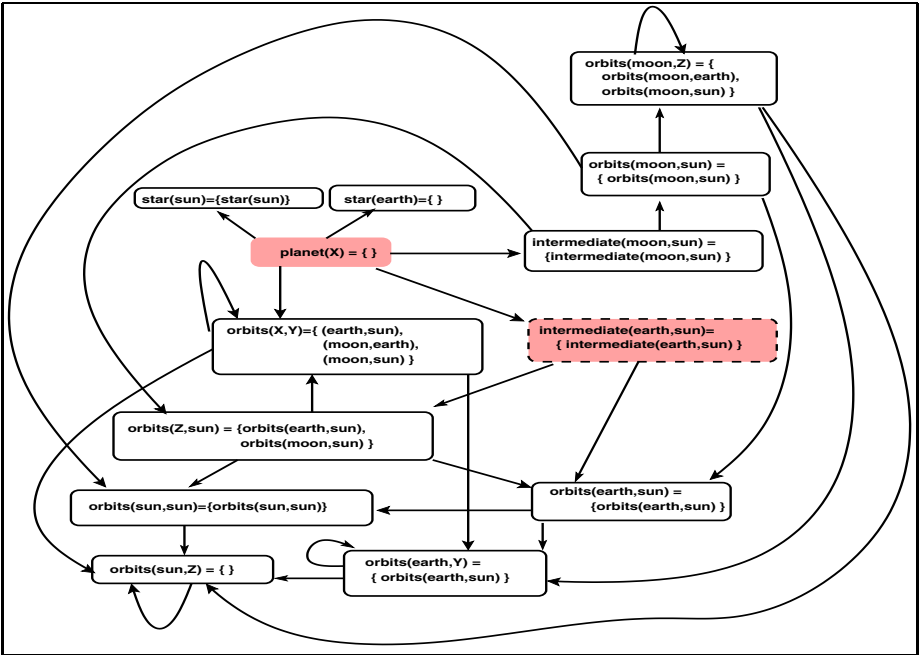 orbits(moon,Z) = {
orbits(moon,earth),
orbits(moon,sun) }
orbits(moon,sun) =
{ orbits(moon,sun) }
star(sun)={star(sun)}
star(earth)={ }
planet(X) = { }
intermediate(moon,sun) =
{intermediate(moon,sun) }
orbits(X,Y)={ (earth,sun),
(moon,earth),
(moon,sun) }
intermediate(earth,sun)=
{ intermediate(earth,sun) }
orbits(Z,sun) = {orbits(earth,sun),
orbits(moon,sun) }
orbits(sun,sun)={orbits(sun,sun)}
orbits(earth,sun) =
{orbits(earth,sun) }
orbits(sun,Z) = { }
orbits(earth,Y) =
{ orbits(earth,sun) }